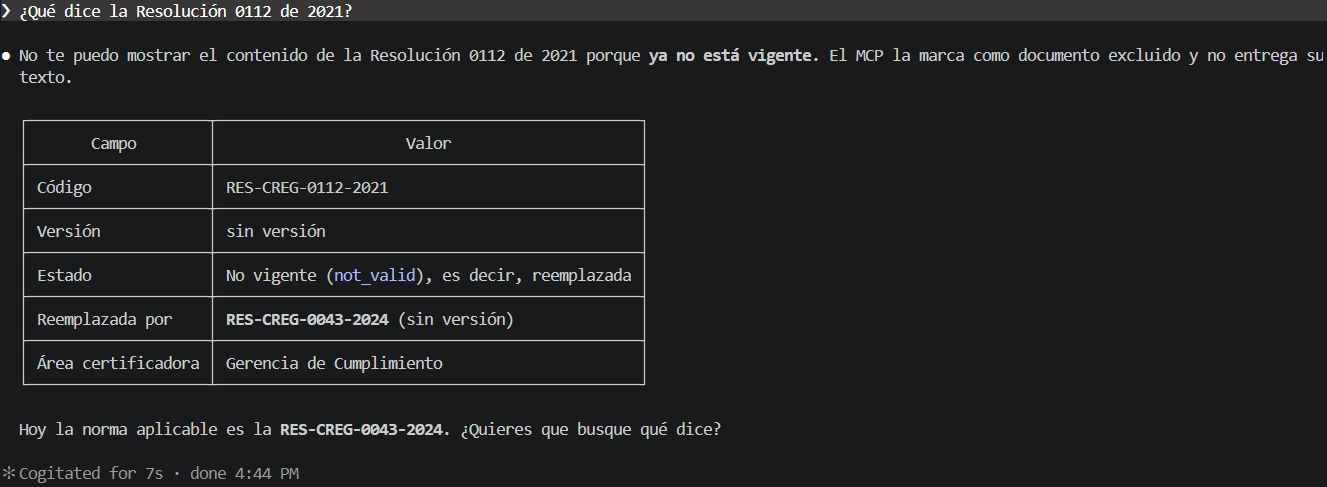 ❯ ¿Qué dice la Resolución 0112 de 2021?
● No te puedo mostrar el contenido de la Resolución 0112 de 2021 porque ya no está vigente. El MCP la marca como documento excluido y no entrega su
texto.
Campo Valor
Código RES-CREG-0112-2021
Versión sin versión
Estado No vigente (not_valid), es decir, reemplazada
Reemplazada por RES-CREG-0043-2024 (sin versión)
Área certificadora Gerencia de Cumplimiento
Hoy la norma aplicable es la RES-CREG-0043-2024. ¿Quieres que busque qué dice?
✻ Cogitated for 7s · done 4:44 PM